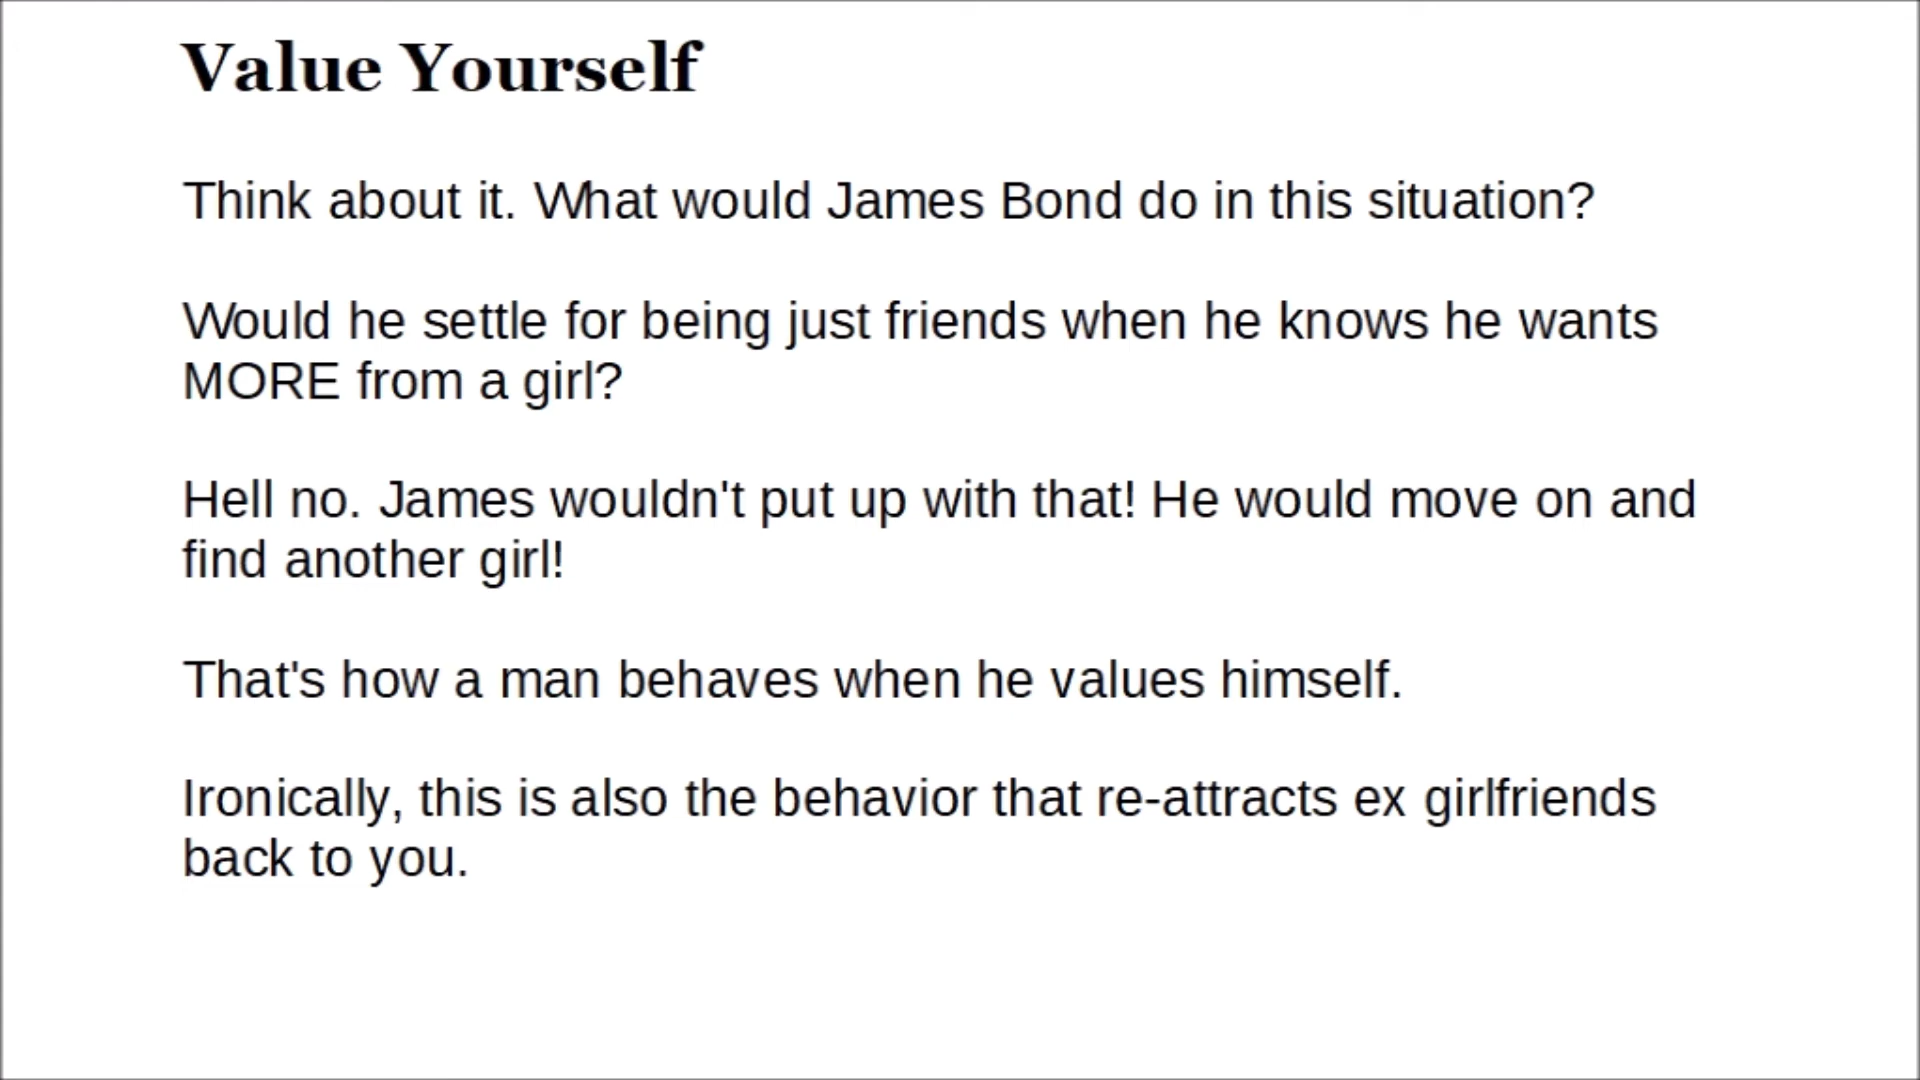 Value Yourself
Think about it. What would James Bond do in this situation?
Would he settle for being just friends when he knows he wants
MORE from a girl?
Hell no. James wouldn't put up with that! He would move on and
find another girl!
That's how a man behaves when he values himself.
Ironically, this is also the behavior that re-attracts ex girlfriends
back to you.